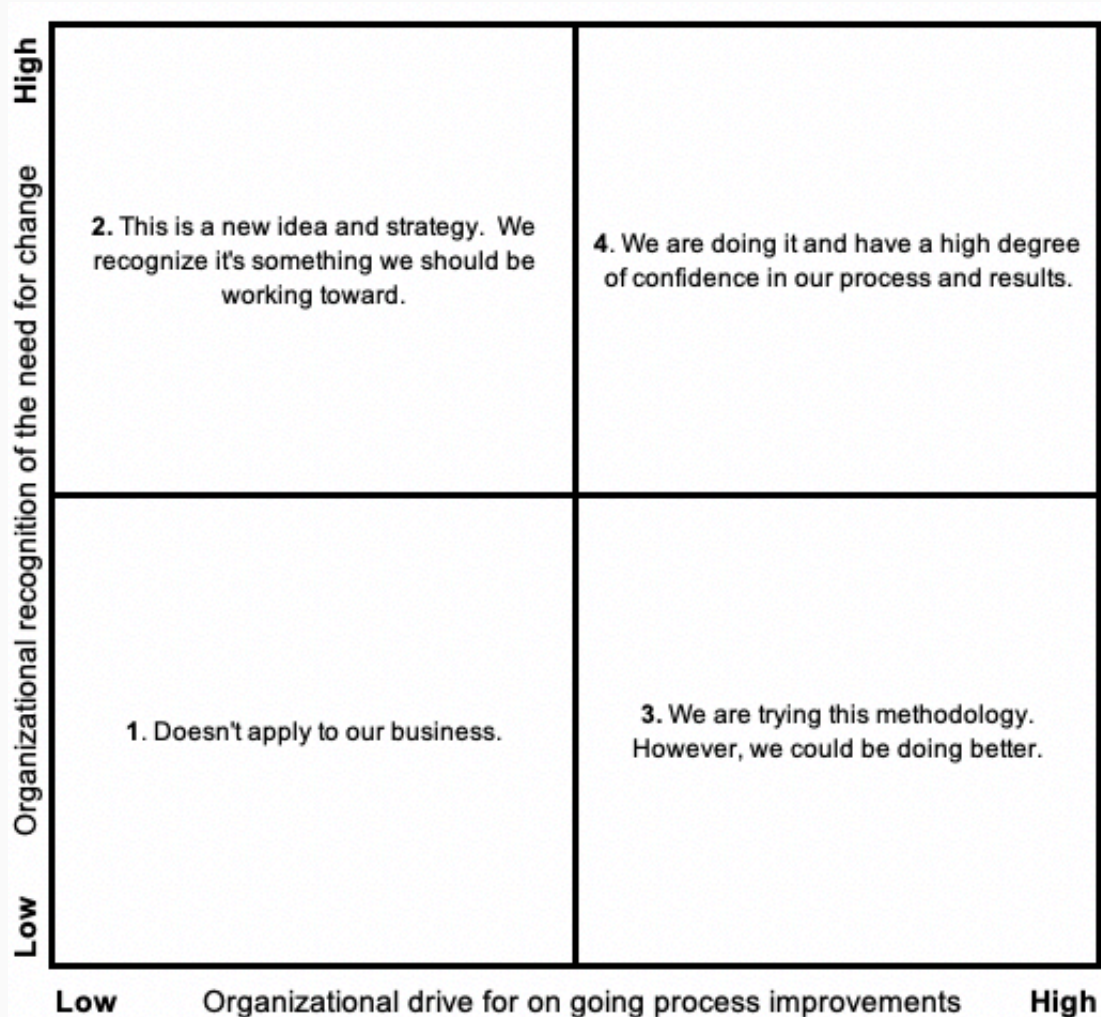 High
Organizational recognition of the need for change
Low
2. This is a new idea and strategy.  We
recognize it's something we should be
working toward.
4. We are doing it and have a high degree
of confidence in our process and results.
1. Doesn't apply to our business.
3. We are trying this methodology.
However, we could be doing better.
Low Organizational drive for on going process improvements High